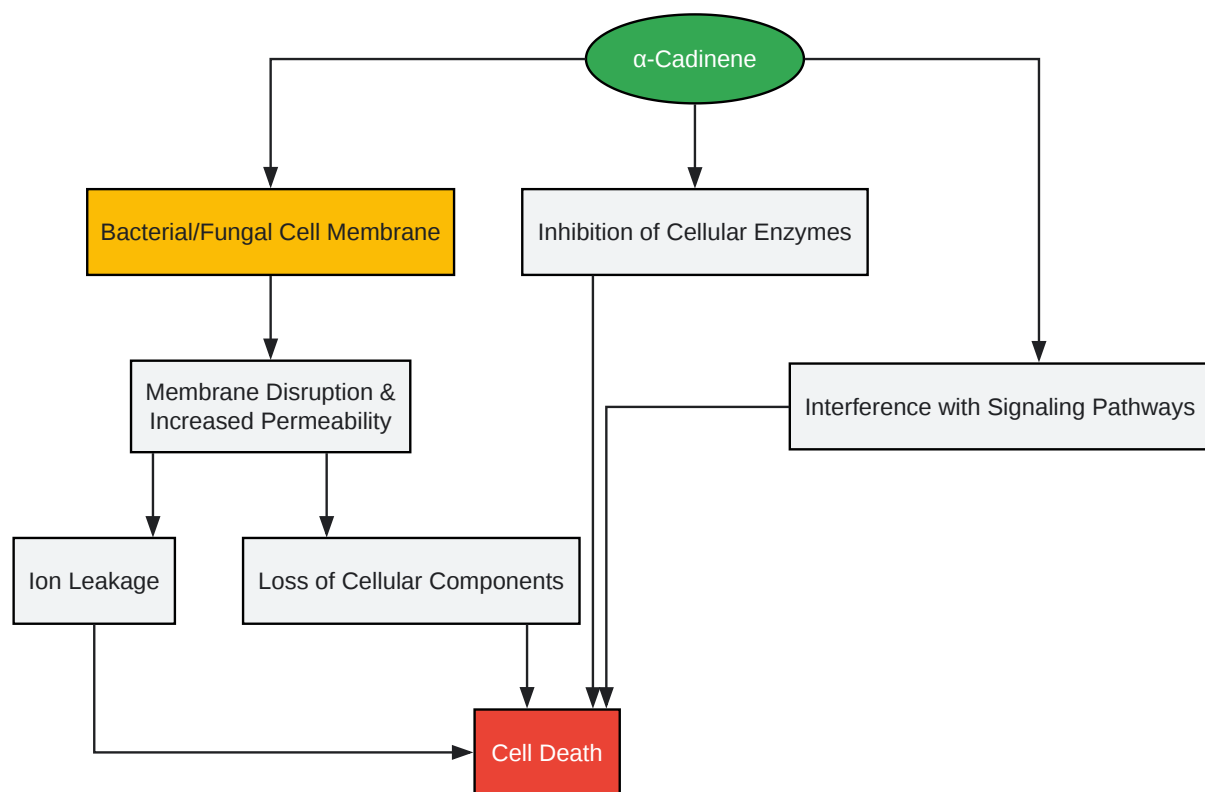 α-Cadinene
Bacterial/Fungal Cell Membrane
Inhibition of Cellular Enzymes
Membrane Disruption &
Increased Permeability
Interference with Signaling Pathways
Ion Leakage
Loss of Cellular Components
Cell Death